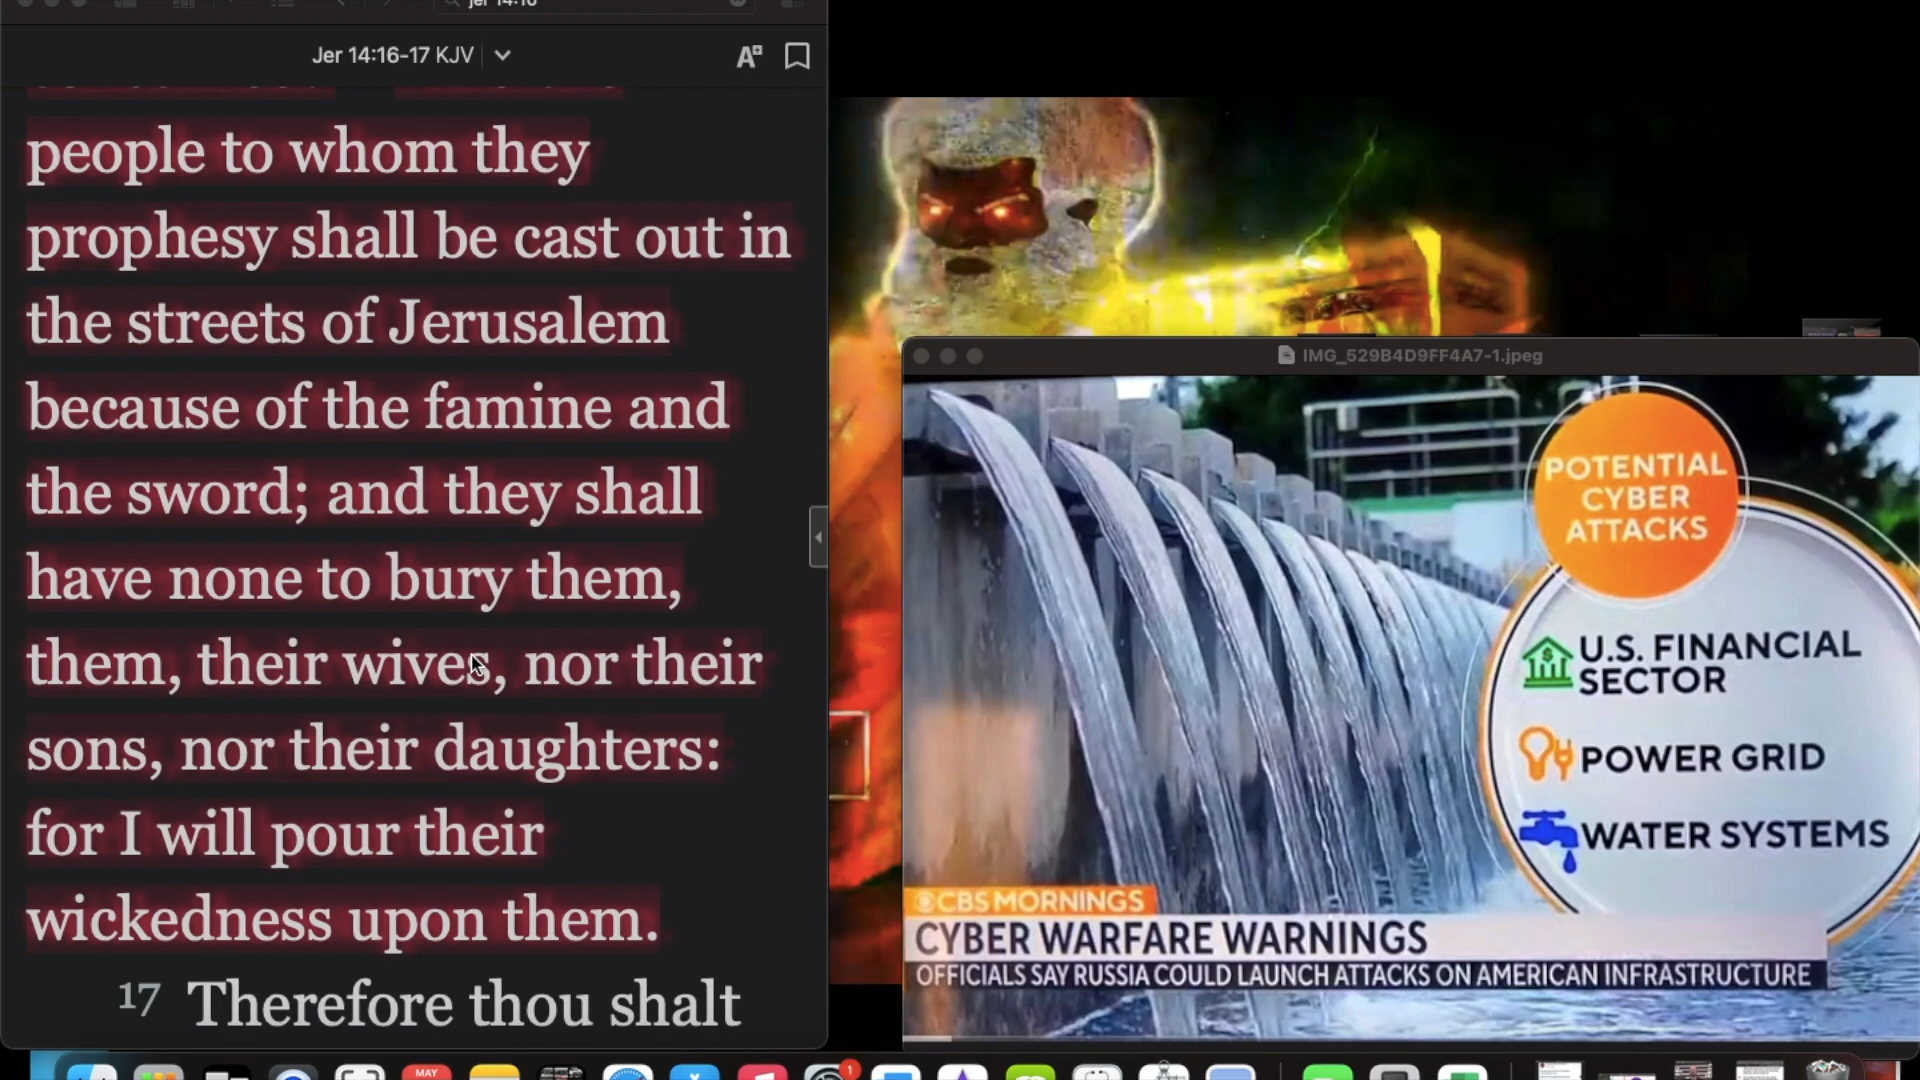 jer 14:16
Jer 14:16-17 KJV
people to whom they
prophesy shall be cast out in
the streets of Jerusalem
because of the famine and
the sword; and they shall
have none to bury them,
them, their wives, nor their
sons, nor their daughters:
for I will pour their
wickedness upon them.
17 Therefore thou shalt
IMG_529B4D9FF4A7-1.jpeg
POTENTIAL
CYBER
ATTACKS
U.S. FINANCIAL
SECTOR
POWER GRID
WATER SYSTEMS
CBS MORNINGS
CYBER WARFARE WARNINGS
OFFICIALS SAY RUSSIA COULD LAUNCH ATTACKS ON AMERICAN INFRASTRUCTURE
MAY
1